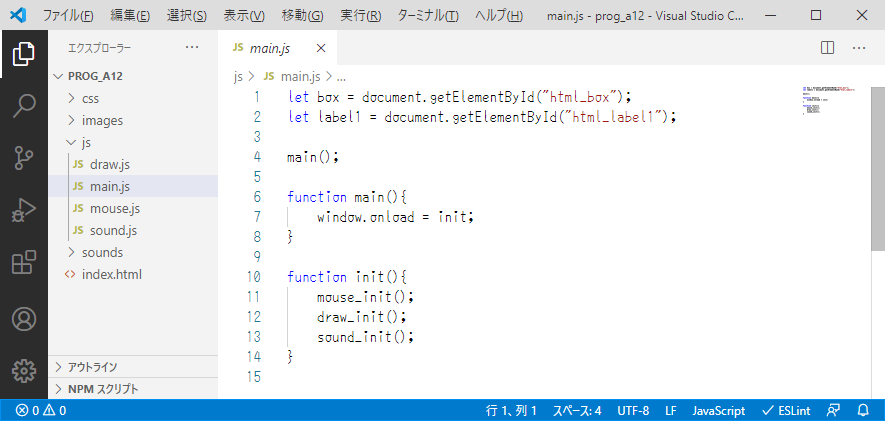 ファイル(F) 編集(E) 選択(S) 表示(V) 移動(G) 実行(R) ターミナル(T) ヘルプ(H) main.js - prog_a12 - Visual Studio C...
エクスプローラー ...
PROG_A12
css
images
js
JS draw.js
JS main.js
JS mouse.js
JS sound.js
sounds
<> index.html
アウトライン
NPM スクリプト
JS main.js ...
js > JS main.js > ...
1 let box = document.getElementById("html_box");
2 let label1 = document.getElementById("html_label1");
3
4 main();
5
6 function main(){
7 window.onload = init;
8 }
9
10 function init(){
11 mouse_init();
12 draw_init();
13 sound_init();
14 }
15
0 0 行 1、列 1 スペース: 4 UTF-8 LF JavaScript ESLint